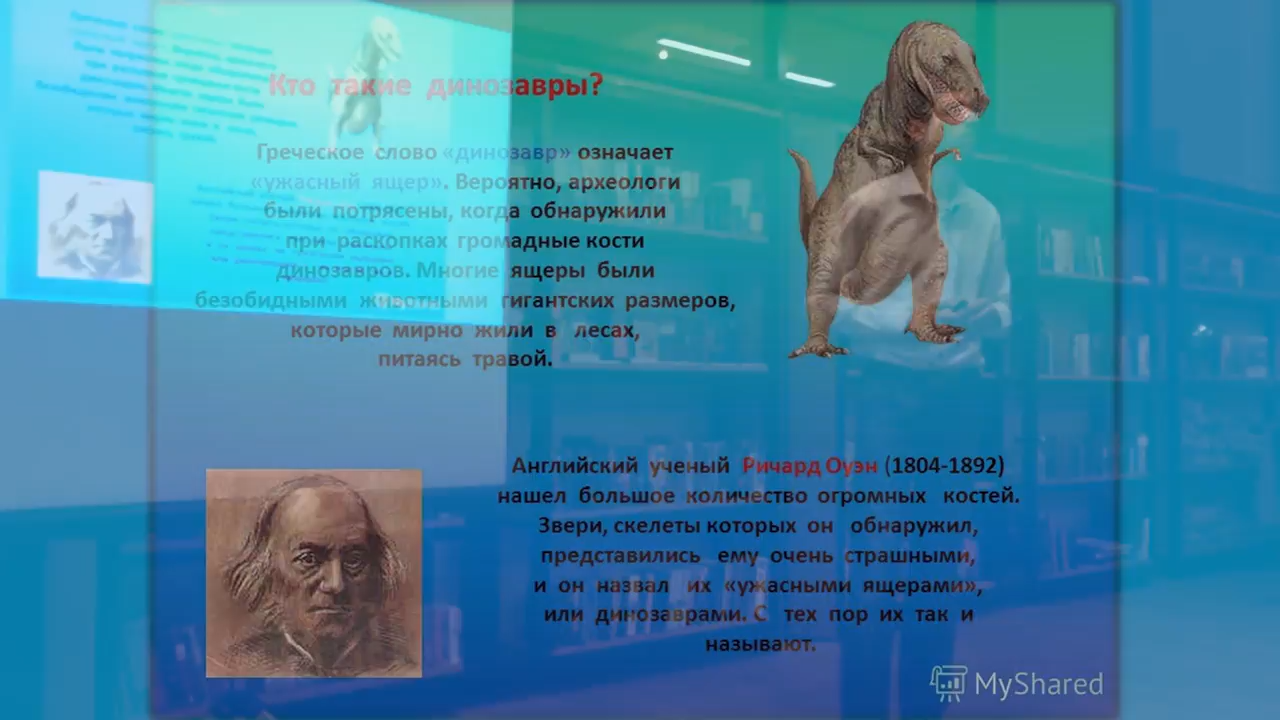 Кто такие динозавры?
Греческое слово «динозавр» означает
«ужасный ящер». Вероятно, археологи
были потрясены, когда обнаружили
при раскопках громадные кости
динозавров. Многие ящеры были
безобидными животными гигантских размеров,
которые мирно жили в лесах,
питаясь травой.
Английский ученый Ричард Оуэн (1804-1892)
нашел большое количество огромных костей.
Звери, скелеты которых он обнаружил,
представились ему очень страшными,
и он назвал их «ужасными ящерами»,
или динозаврами. С тех пор их так и
называют.
MyShared